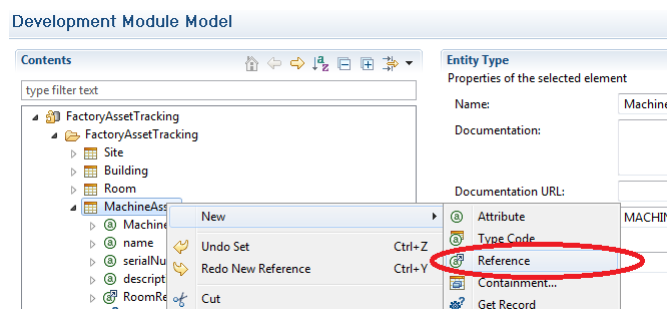 Development Module Model
Contents
type filter text
FactoryAssetTracking
FactoryAssetTracking
Site
Building
Room
MachineAss
Machine
name
serialNu
descript
RoomRe
New
Undo Set Ctrl+Z
Redo New Reference Ctrl+Y
Cut
Attribute
Type Code
Reference
Containment...
Get Record
Entity Type
Properties of the selected element
Name: Machine
Documentation:
Documentation URL:
MACHIN